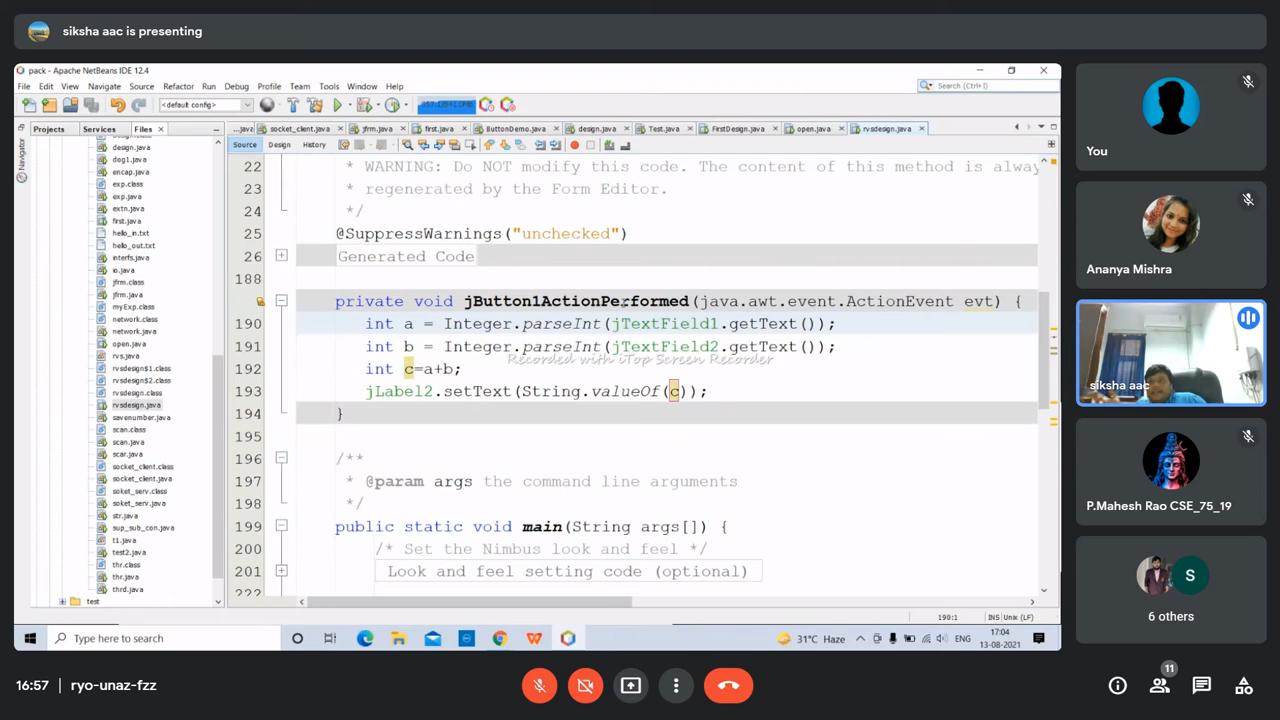 siksha aac is presenting
pack - Apache NetBeans IDE 12.4
File Edit View Navigate Source Refactor Run Debug Profile Team Tools Window Help
Search (Ctrl+I)
<default config>
Projects Services Files
...java socket_client.java jfrm.java first.java ButtonDemo.java design.java Test.java FirstDesign.java open.java rvsdesign.java
Source Design History
Navigator
design.java
dog1.java
encap.java
exp.class
exp.java
extn.java
first.java
hello_in.txt
hello_out.txt
interfs.java
io.java
jfrm.class
jfrm.java
myExp.class
network.class
network.java
open.java
rvs.java
rvsdesign$1.class
rvsdesign$2.class
rvsdesign.class
rvsdesign.java
savenumber.java
scan.class
scan.java
scar.java
socket_client.class
socket_client.java
soket_serv.class
soket_serv.java
str.java
sup_sub_con.java
t1.java
test2.java
thr.class
thr.java
thrd.java
test
22 * WARNING: Do NOT modify this code. The content of this method is alway
23 * regenerated by the Form Editor.
24 */
25 @SuppressWarnings("unchecked")
26 Generated Code
188
private void jButton1ActionPerformed(java.awt.event.ActionEvent evt) {
190 int a = Integer.parseInt(jTextField1.getText());
191 int b = Integer.parseInt(jTextField2.getText());
Recorded with iTop Screen Recorder
192 int c=a+b;
193 jLabel2.setText(String.valueOf(c));
194 }
195
196 /**
197 * @param args the command line arguments
198 */
199 public static void main(String args[]) {
200 /* Set the Nimbus look and feel */
201 Look and feel setting code (optional)
222
190:1 INS Unix (LF)
Type here to search
31°C Haze
ENG
17:04
13-08-2021
You
Ananya Mishra
siksha aac
P.Mahesh Rao CSE_75_19
S
6 others
16:57 | ryo-unaz-fzz
11